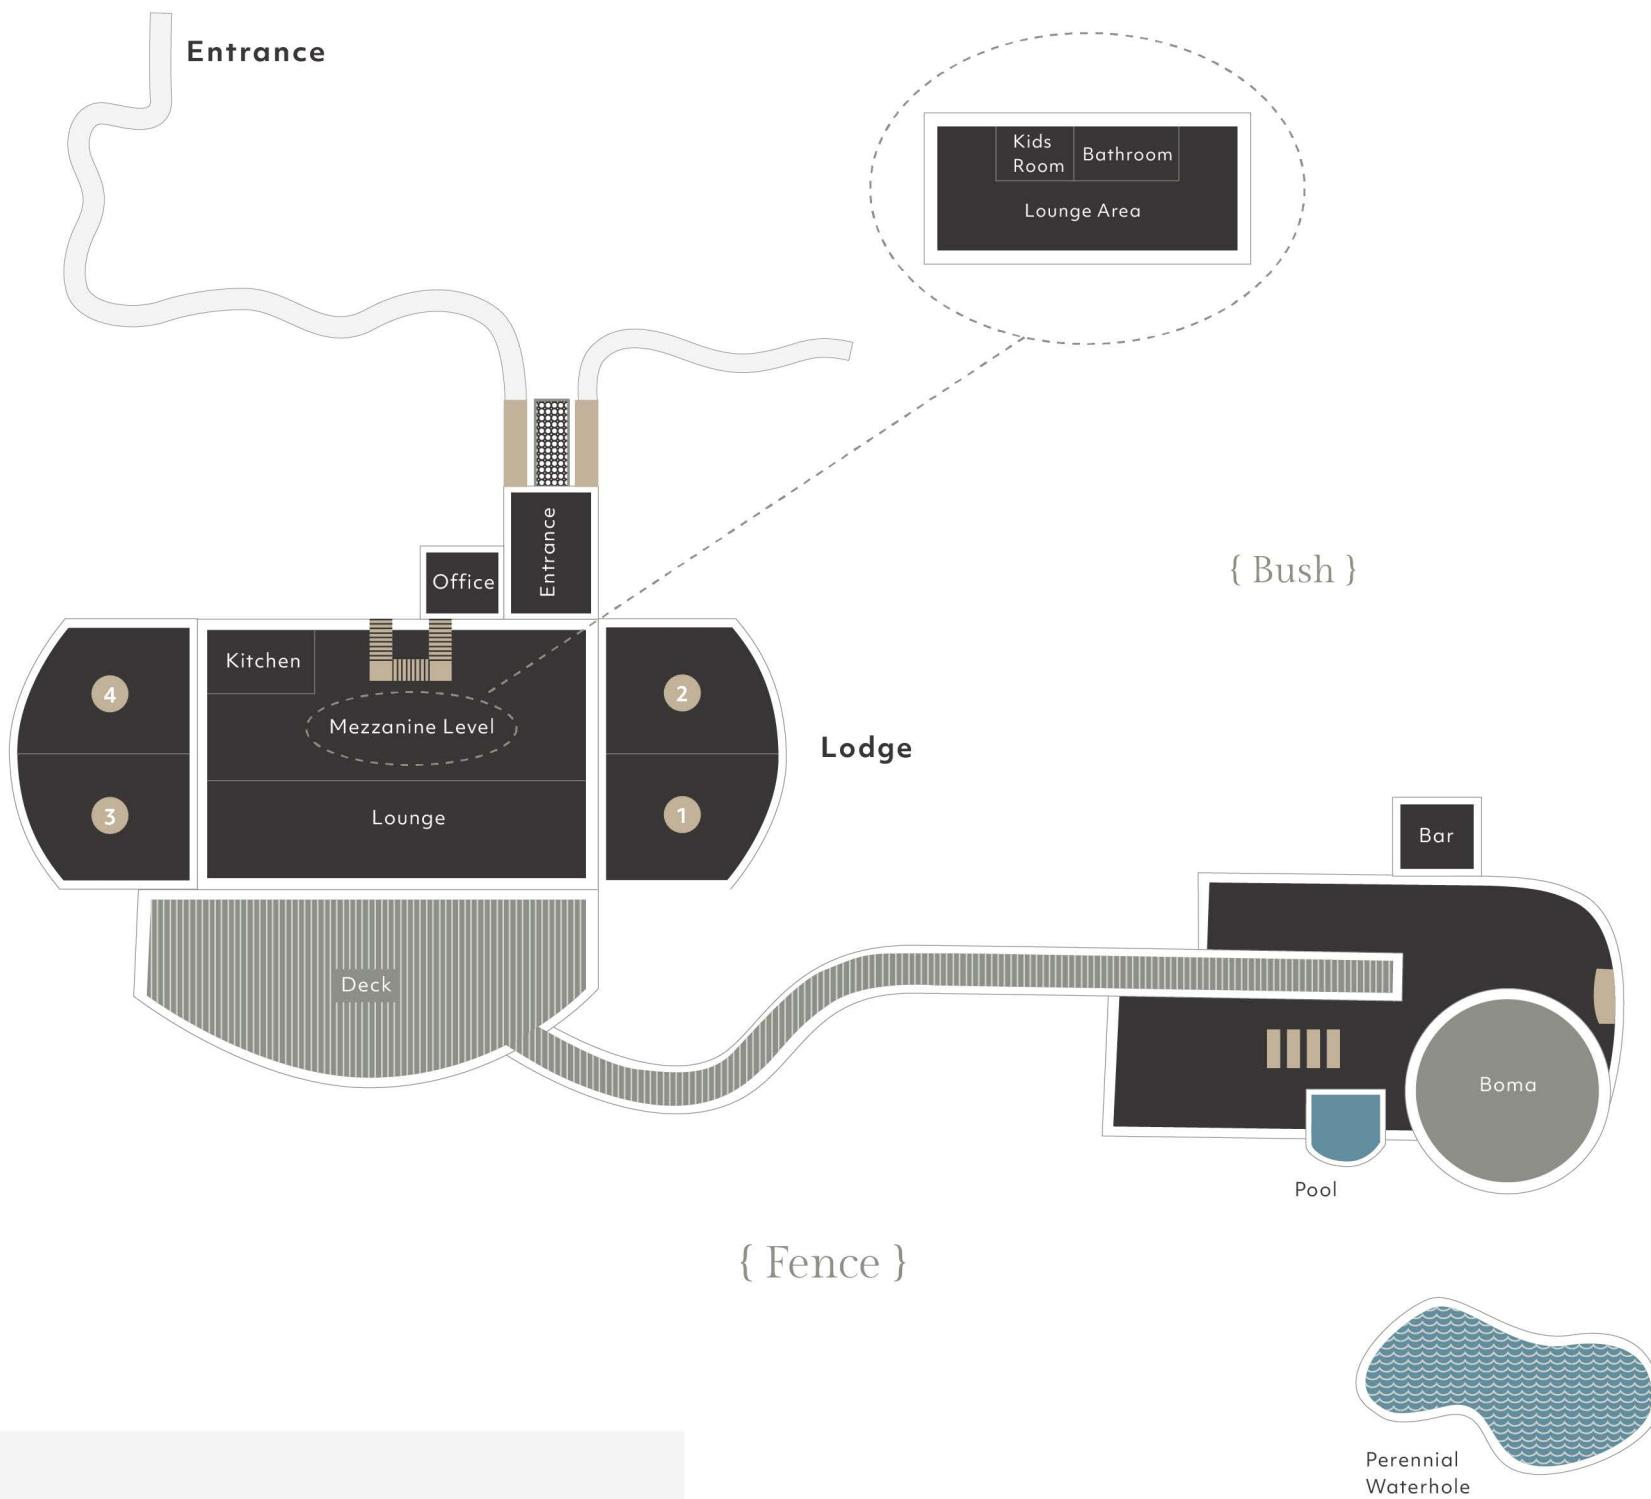 Entrance
Kids
Room
Bathroom
Lounge Area
Entrance
Office
{ Bush }
Kitchen
4
2
Mezzanine Level
Lodge
3
Lounge
1
Bar
Deck
Boma
Pool
{ Fence }
Perennial
Waterhole